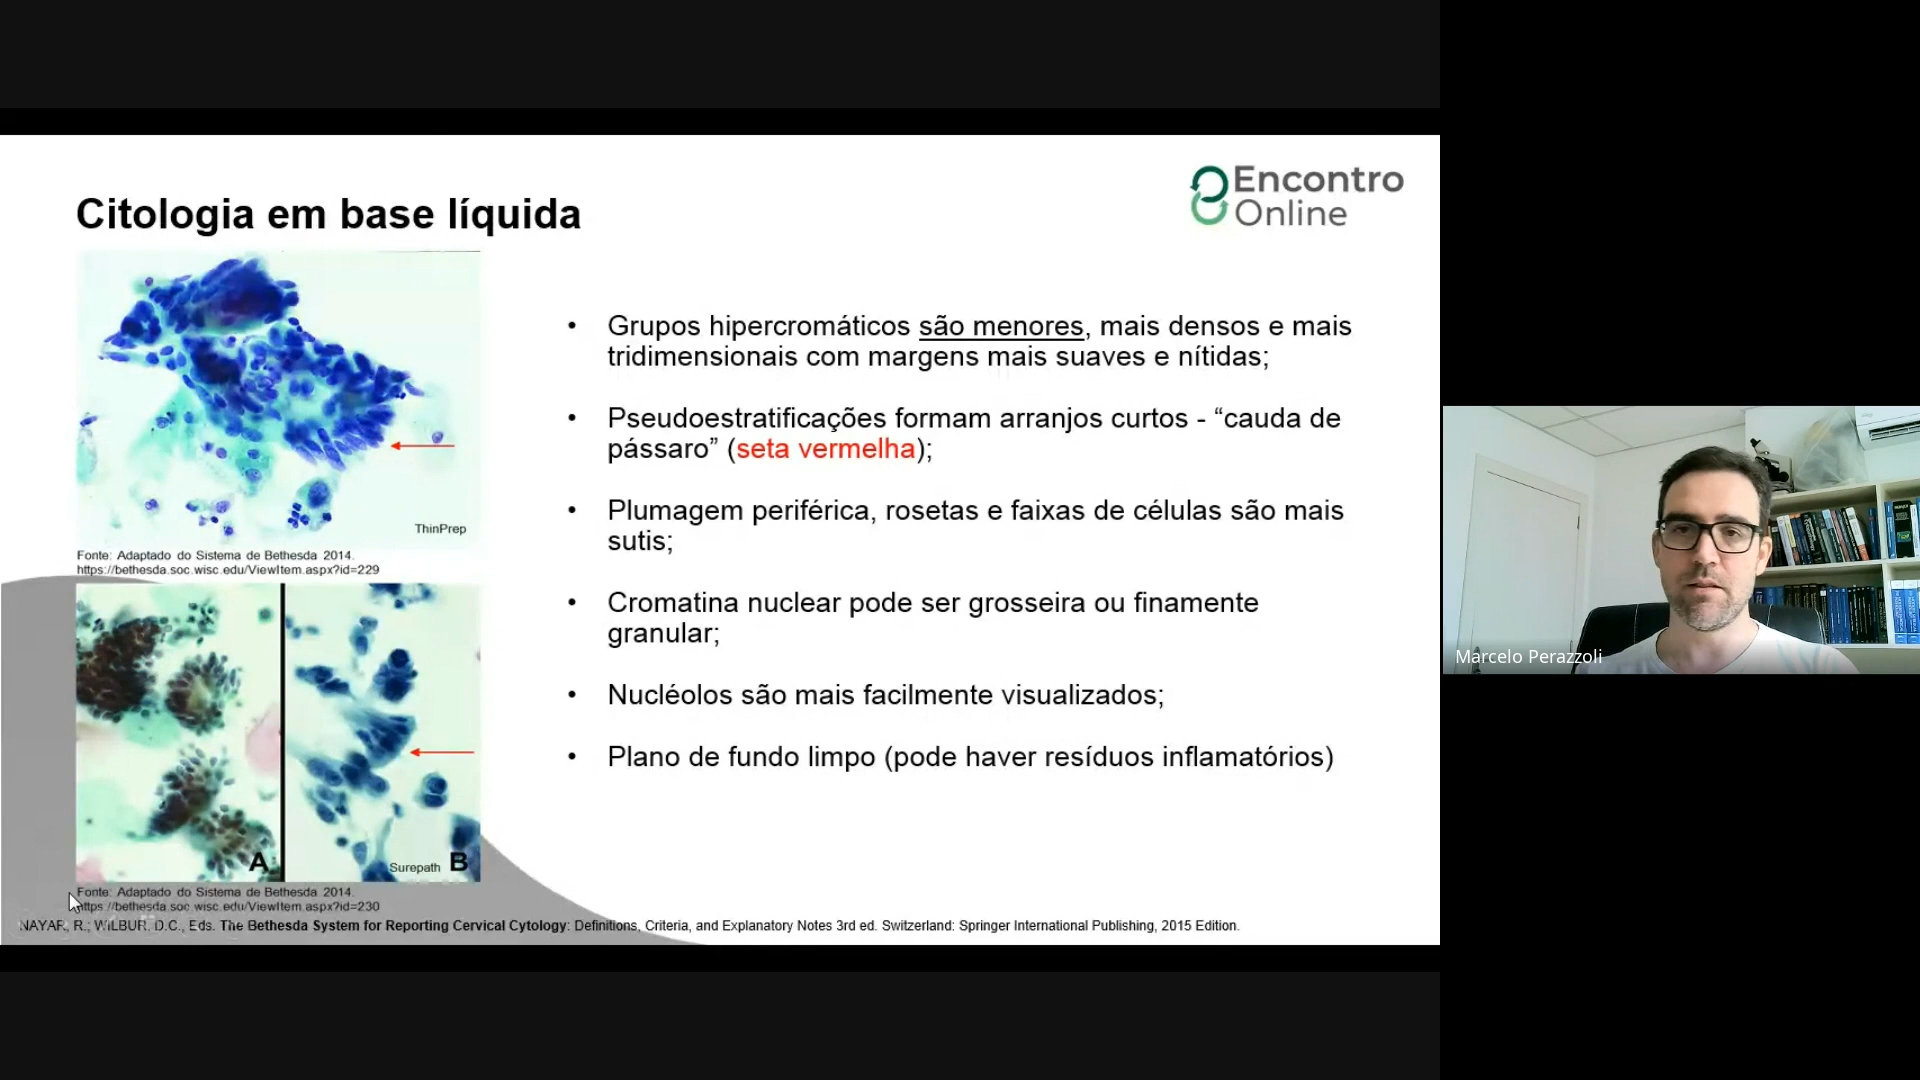 Encontro
Online
Citologia em base líquida
ThinPrep
Fonte: Adaptado do Sistema de Bethesda 2014.
https://bethesda.soc.wisc.edu/ViewItem.aspx?id=229
• Grupos hipercromáticos são menores, mais densos e mais
tridimensionais com margens mais suaves e nítidas;
• Pseudoestratificações formam arranjos curtos - “cauda de
pássaro” (seta vermelha);
• Plumagem periférica, rosetas e faixas de células são mais
sutis;
• Cromatina nuclear pode ser grosseira ou finamente
granular;
• Nucléolos são mais facilmente visualizados;
• Plano de fundo limpo (pode haver resíduos inflamatórios)
A
Surepath B
Fonte: Adaptado do Sistema de Bethesda 2014.
https://bethesda.soc.wisc.edu/ViewItem.aspx?id=230
NAYAR, R.; WILBUR, D.C., Eds. The Bethesda System for Reporting Cervical Cytology: Definitions, Criteria, and Explanatory Notes 3rd ed. Switzerland: Springer International Publishing, 2015 Edition.
Marcelo Perazzoli